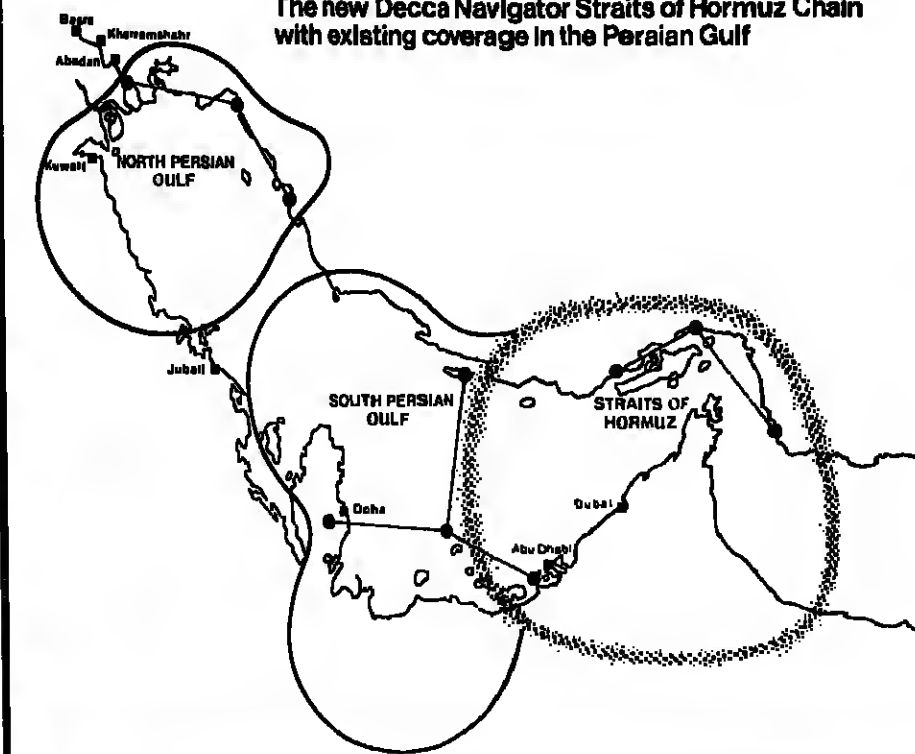 The new Decca Navigator Straits of Hormuz Chain
with existing coverage in the Peraian Gulf
Basra
Khorramshahr
Abadan
Kuwait
NORTH PERSIAN
GULF
Jubail
SOUTH PERSIAN
GULF
STRAITS OF
HORMUZ
Doha
Dubai
Abu Dhabi